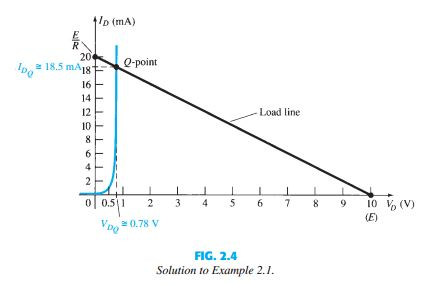 I_D (mA)
E
R
20
I_DQ ≅ 18.5 mA
18
Q-point
16
14
12
Load line
10
8
6
4
2
0 0.5 1 2 3 4 5 6 7 8 9 10 V_D (V)
(E)
V_DQ ≅ 0.78 V
FIG. 2.4
Solution to Example 2.1.